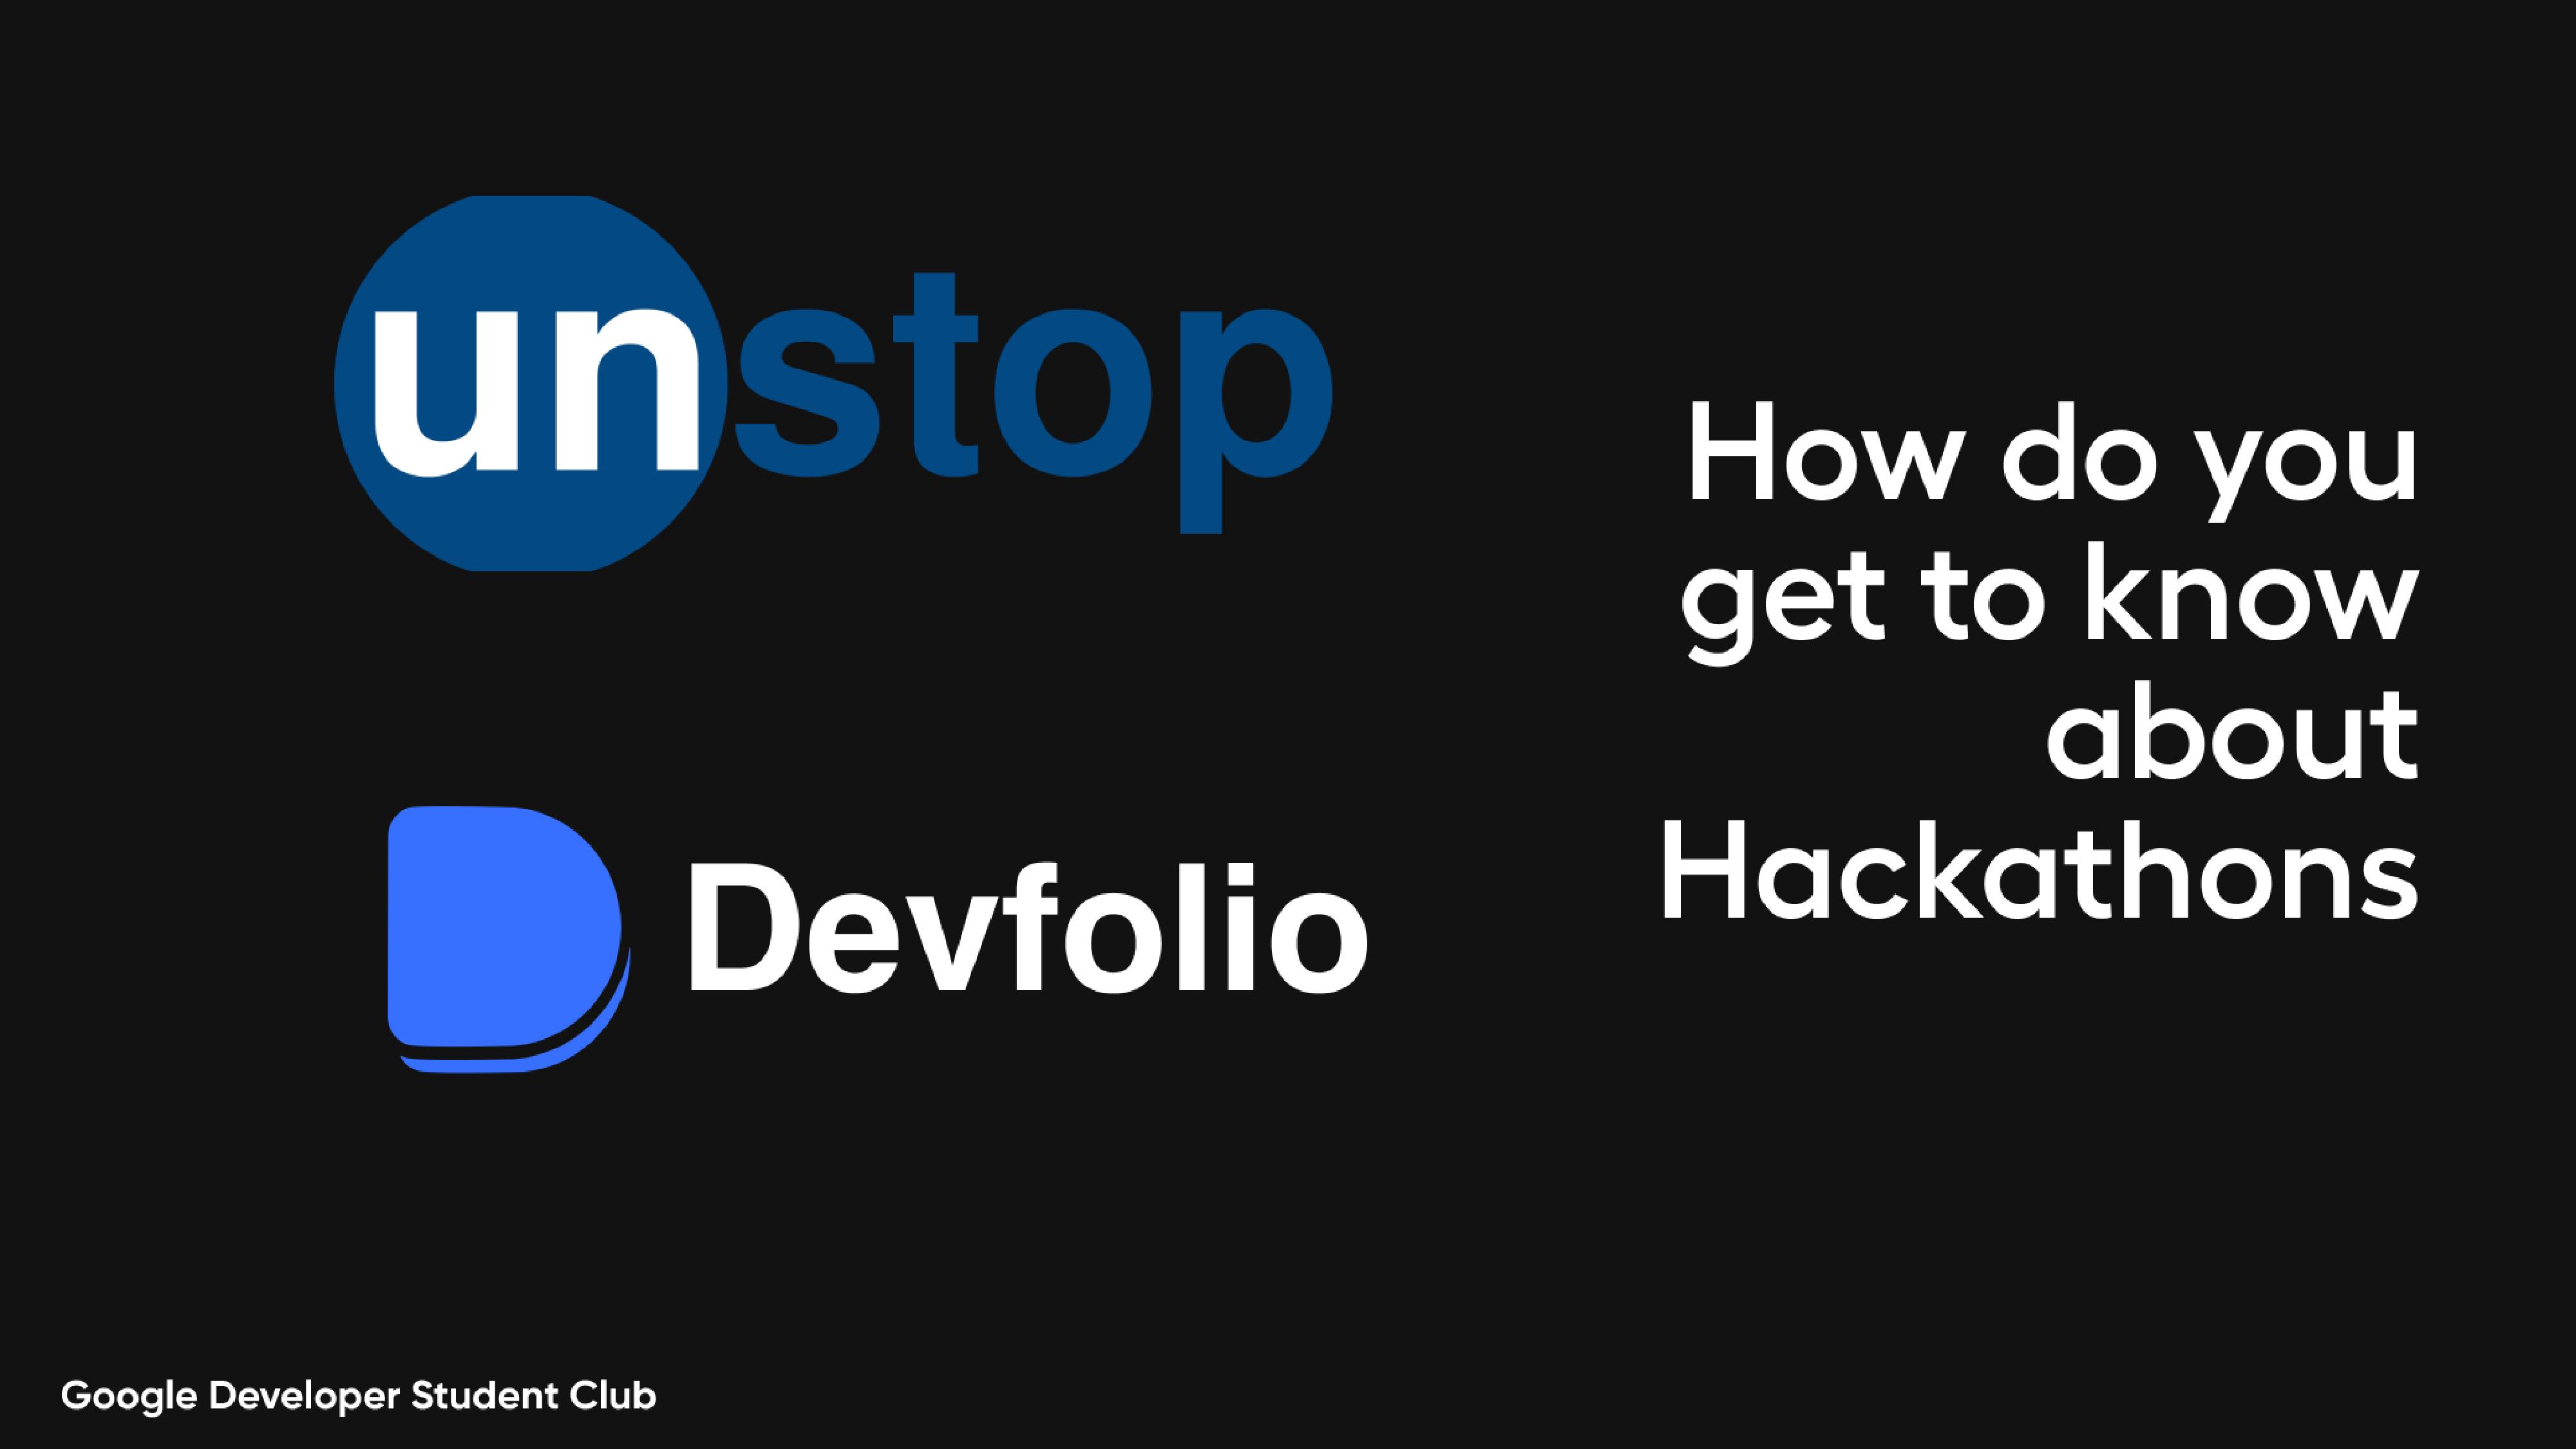 unstop
Devfolio
How do you
get to know
about
Hackathons
Google Developer Student Club